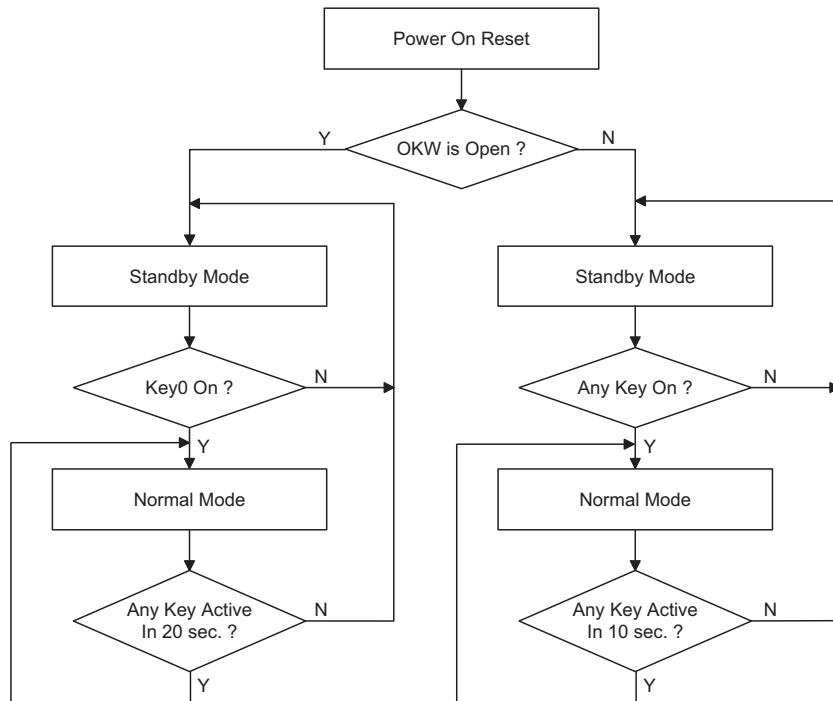 Power On Reset
Y
OKW is Open ?
N
Standby Mode
Standby Mode
Key0 On ?
N
Any Key On ?
N
Y
Y
Normal Mode
Normal Mode
Any Key Active
In 20 sec. ?
N
Any Key Active
In 10 sec. ?
N
Y
Y